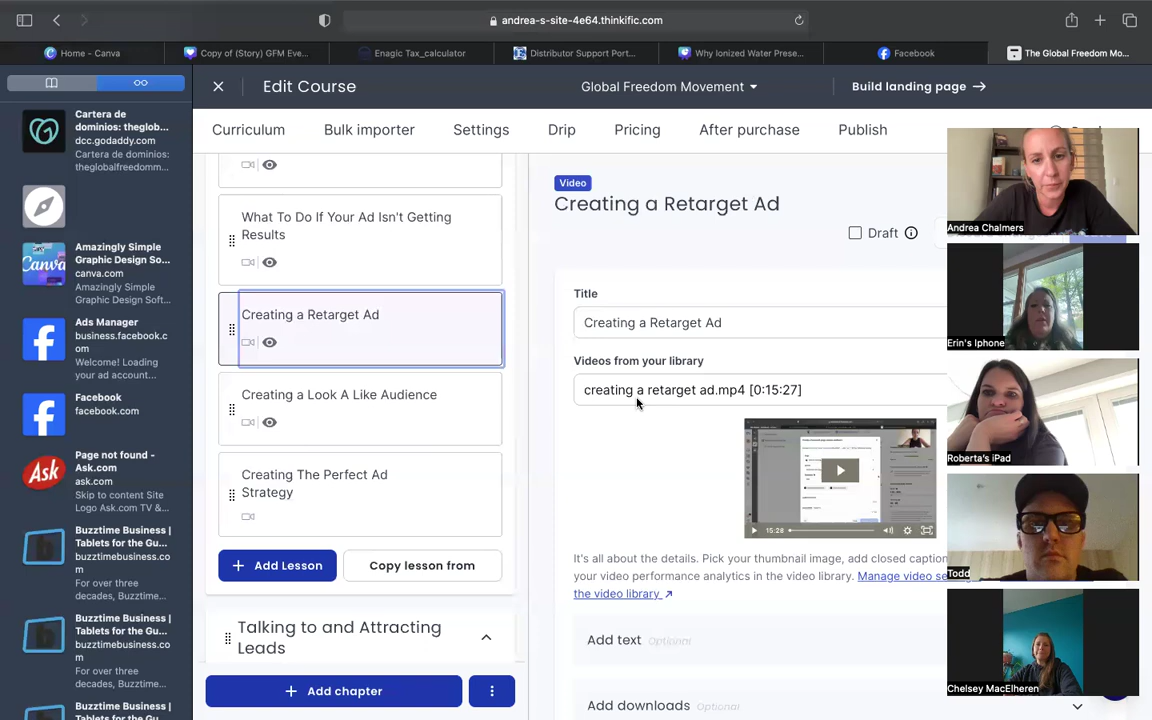 andrea-s-site-4e64.thinkific.com
Home - Canva
Copy of (Story) GFM Eve...
Enagic Tax_calculator
Distributor Support Port...
Why Ionized Water Prese...
Facebook
The Global Freedom Mo...
Cartera de
dominios: theglob...
dcc.godaddy.com
Cartera de dominios:
theglobalfreedomm...
Amazingly Simple
Graphic Design So...
canva.com
Amazingly Simple
Graphic Design Soft...
Ads Manager
business.facebook.c
om
Welcome! Loading
your ad account...
Facebook
facebook.com
Page not found -
Ask.com
ask.com
Skip to content Site
Logo Ask.com TV &...
Buzztime Business |
Tablets for the Gu...
buzztimebusiness.co
m
For over three
decades, Buzztime...
Buzztime Business |
Tablets for the Gu...
buzztimebusiness.co
m
For over three
decades, Buzztime...
Buzztime Business |
Edit Course
Global Freedom Movement
Build landing page →
Curriculum
Bulk importer
Settings
Drip
Pricing
After purchase
Publish
What To Do If Your Ad Isn't Getting
Results
Creating a Retarget Ad
Creating a Look A Like Audience
Creating The Perfect Ad
Strategy
+ Add Lesson
Copy lesson from
Talking to and Attracting
Leads
+ Add chapter
Video
Creating a Retarget Ad
Draft
Title
Creating a Retarget Ad
Videos from your library
creating a retarget ad.mp4 [0:15:27]
15:28
It's all about the details. Pick your thumbnail image, add closed caption
your video performance analytics in the video library. Manage video se
the video library
Add text Optional
Add downloads Optional
Andrea Chalmers
Erin's Iphone
Roberta's iPad
Todd
Chelsey MacElheren
Ask
Canva